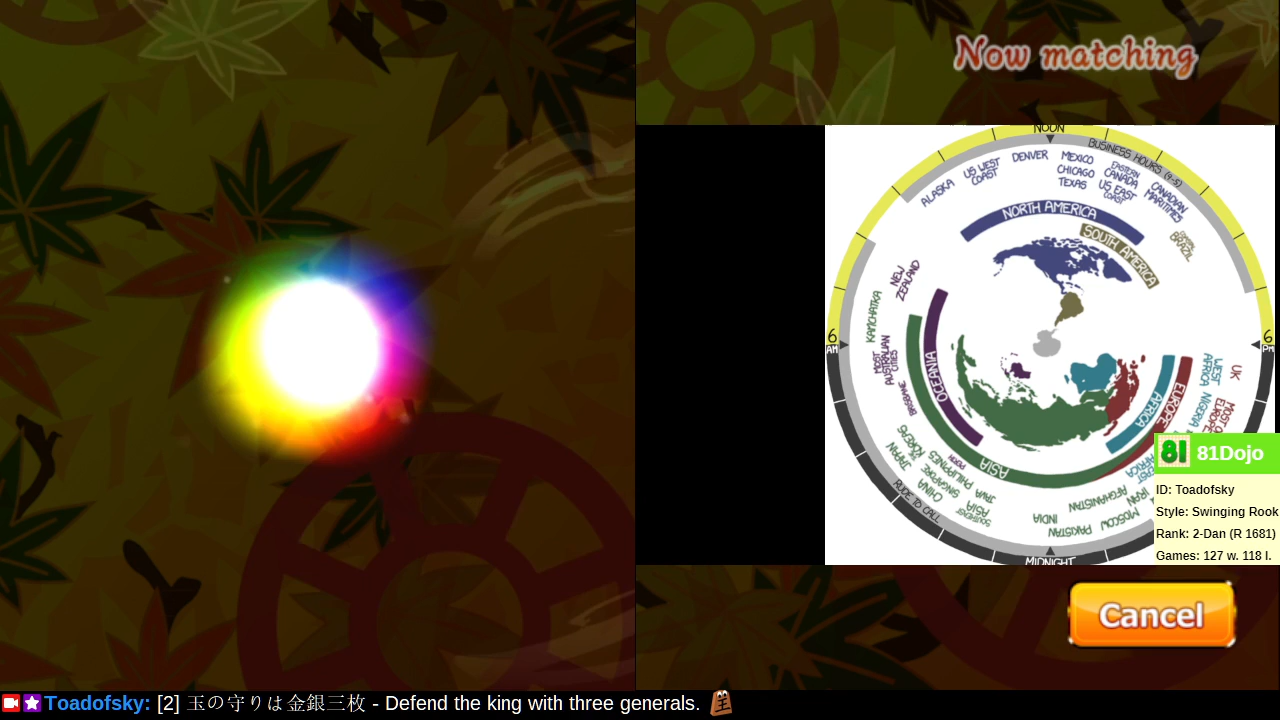 Now matching
NOON
BUSINESS HOURS (9-5)
ALASKA
US WEST COAST
DENVER
MEXICO
CHICAGO
TEXAS
EASTERN CANADA
US EAST COAST
CANADIAN MARITIMES
BRAZIL
NORTH AMERICA
SOUTH AMERICA
NEW ZEALAND
KAMCHATKA
6 AM
6 PM
MOST AUSTRALIAN CITIES
OCEANIA
BRISBANE
UK
WEST AFRICA
NIGERIA
EUROPE
AFRICA
ASIA
KOREAS
JAPAN
PERTH
PHILIPPINES
SINGAPORE
CHINA
JAVA
SOUTHEAST ASIA
RUDE TO CALL
INDIA
AFGHANISTAN
PAKISTAN
IRAN
MOSCOW
MIDNIGHT
81 81Dojo
ID: Toadofsky
Style: Swinging Rook
Rank: 2-Dan (R 1681)
Games: 127 w. 118 l.
Cancel
Toadofsky: [2] 玉の守りは金銀三枚 - Defend the king with three generals.